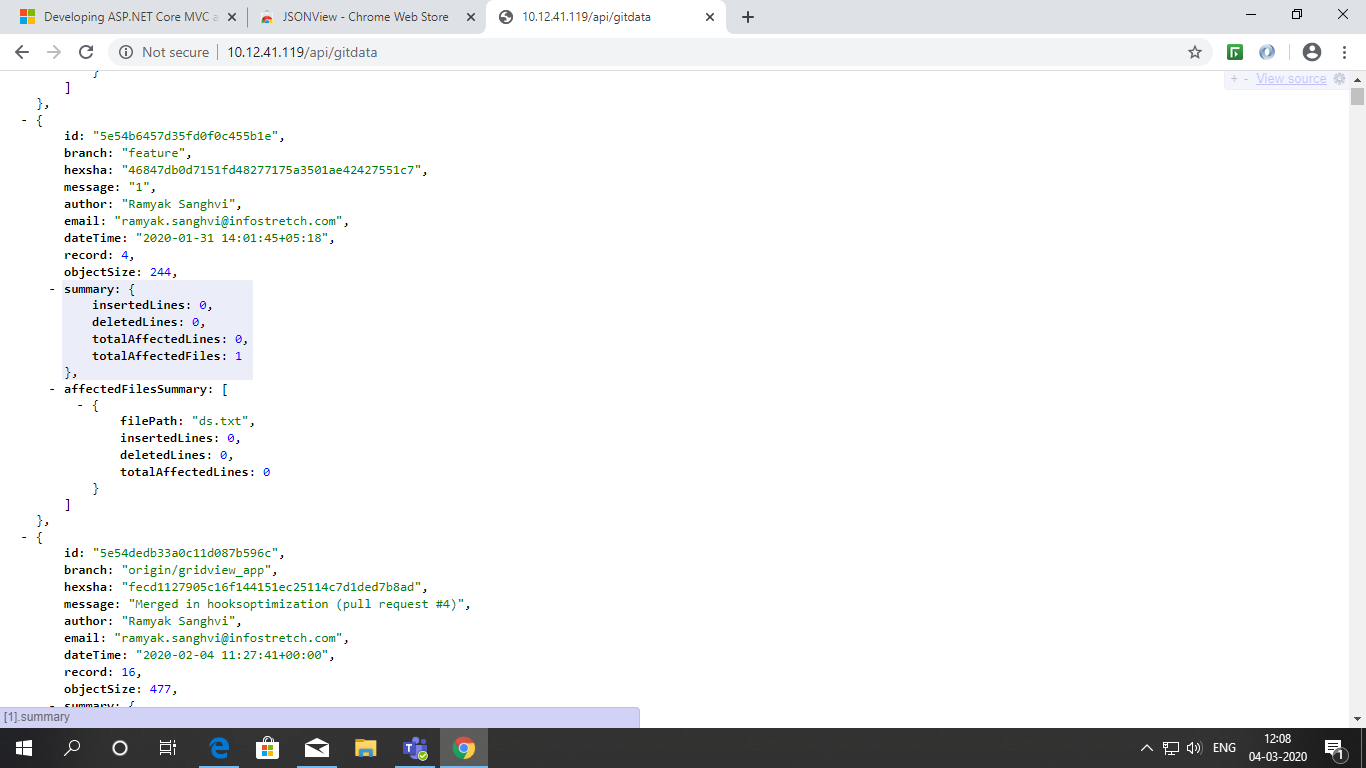 Developing ASP.NET Core MVC a
JSONView - Chrome Web Store
10.12.41.119/api/gitdata
Not secure | 10.12.41.119/api/gitdata
+ - View source
}
]
},
- {
id: "5e54b6457d35fd0f0c455b1e",
branch: "feature",
hexsha: "46847db0d7151fd48277175a3501ae42427551c7",
message: "1",
author: "Ramyak Sanghvi",
email: "ramyak.sanghvi@infostretch.com",
dateTime: "2020-01-31 14:01:45+05:18",
record: 4,
objectSize: 244,
- summary: {
insertedLines: 0,
deletedLines: 0,
totalAffectedLines: 0,
totalAffectedFiles: 1
},
- affectedFilesSummary: [
- {
filePath: "ds.txt",
insertedLines: 0,
deletedLines: 0,
totalAffectedLines: 0
}
]
},
- {
id: "5e54dedb33a0c11d087b596c",
branch: "origin/gridview_app",
hexsha: "fecd1127905c16f144151ec25114c7d1ded7b8ad",
message: "Merged in hooksoptimization (pull request #4)",
author: "Ramyak Sanghvi",
email: "ramyak.sanghvi@infostretch.com",
dateTime: "2020-02-04 11:27:41+00:00",
record: 16,
objectSize: 477,
- summary: {
[1].summary
ENG
12:08
04-03-2020
1